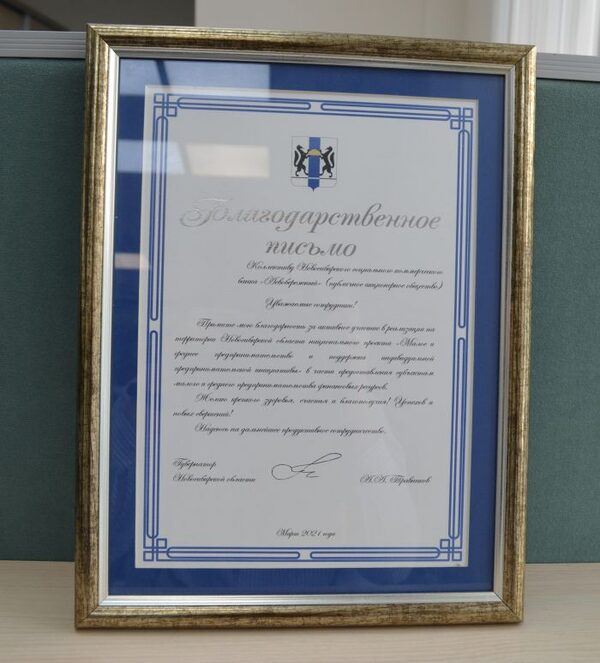 Благодарственное
письмо
Коллективу Новосибирского социального коммерческого
банка «Левобережный» (публичное акционерное общество)
Уважаемые сотрудники!
Примите мою благодарность за активное участие в реализации на
территории Новосибирской области национального проекта «Малое и
среднее предпринимательство и поддержка индивидуальной
предпринимательской инициативы» в части предоставления субъектам
малого и среднего предпринимательства финансовых ресурсов.
Желаю крепкого здоровья, счастья и благополучия! Успехов и
новых свершений!
Надеюсь на дальнейшее продуктивное сотрудничество.
Губернатор
Новосибирской области А.А. Травников
Март 2021 года